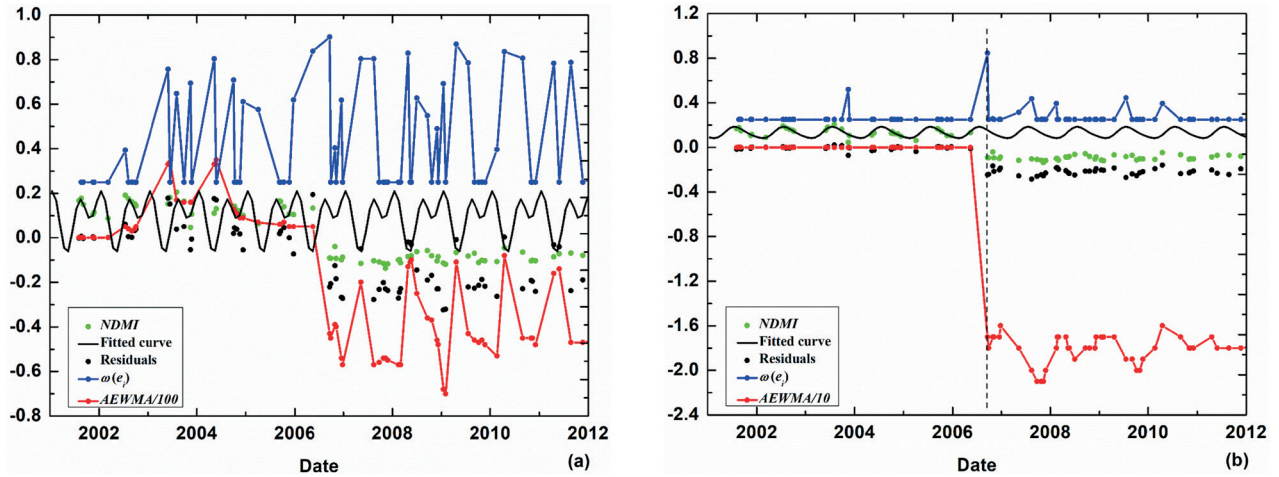 0.1
0.8
0.6
0.4
0.2
0.0
-0.2
-0.4
-0.6
-0.8
NDMI
Fitted curve
Residuals
ω(eᵢ)
AEWMA/100
2002 2004 2006 2008 2010 2012
Date
(a)
1.2
0.8
0.4
0.0
-0.4
-0.8
-1.2
-1.6
-2.0
-2.4
NDMI
Fitted curve
Residuals
ω(eᵢ)
AEWMA/10
2002 2004 2006 2008 2010 2012
Date
(b)